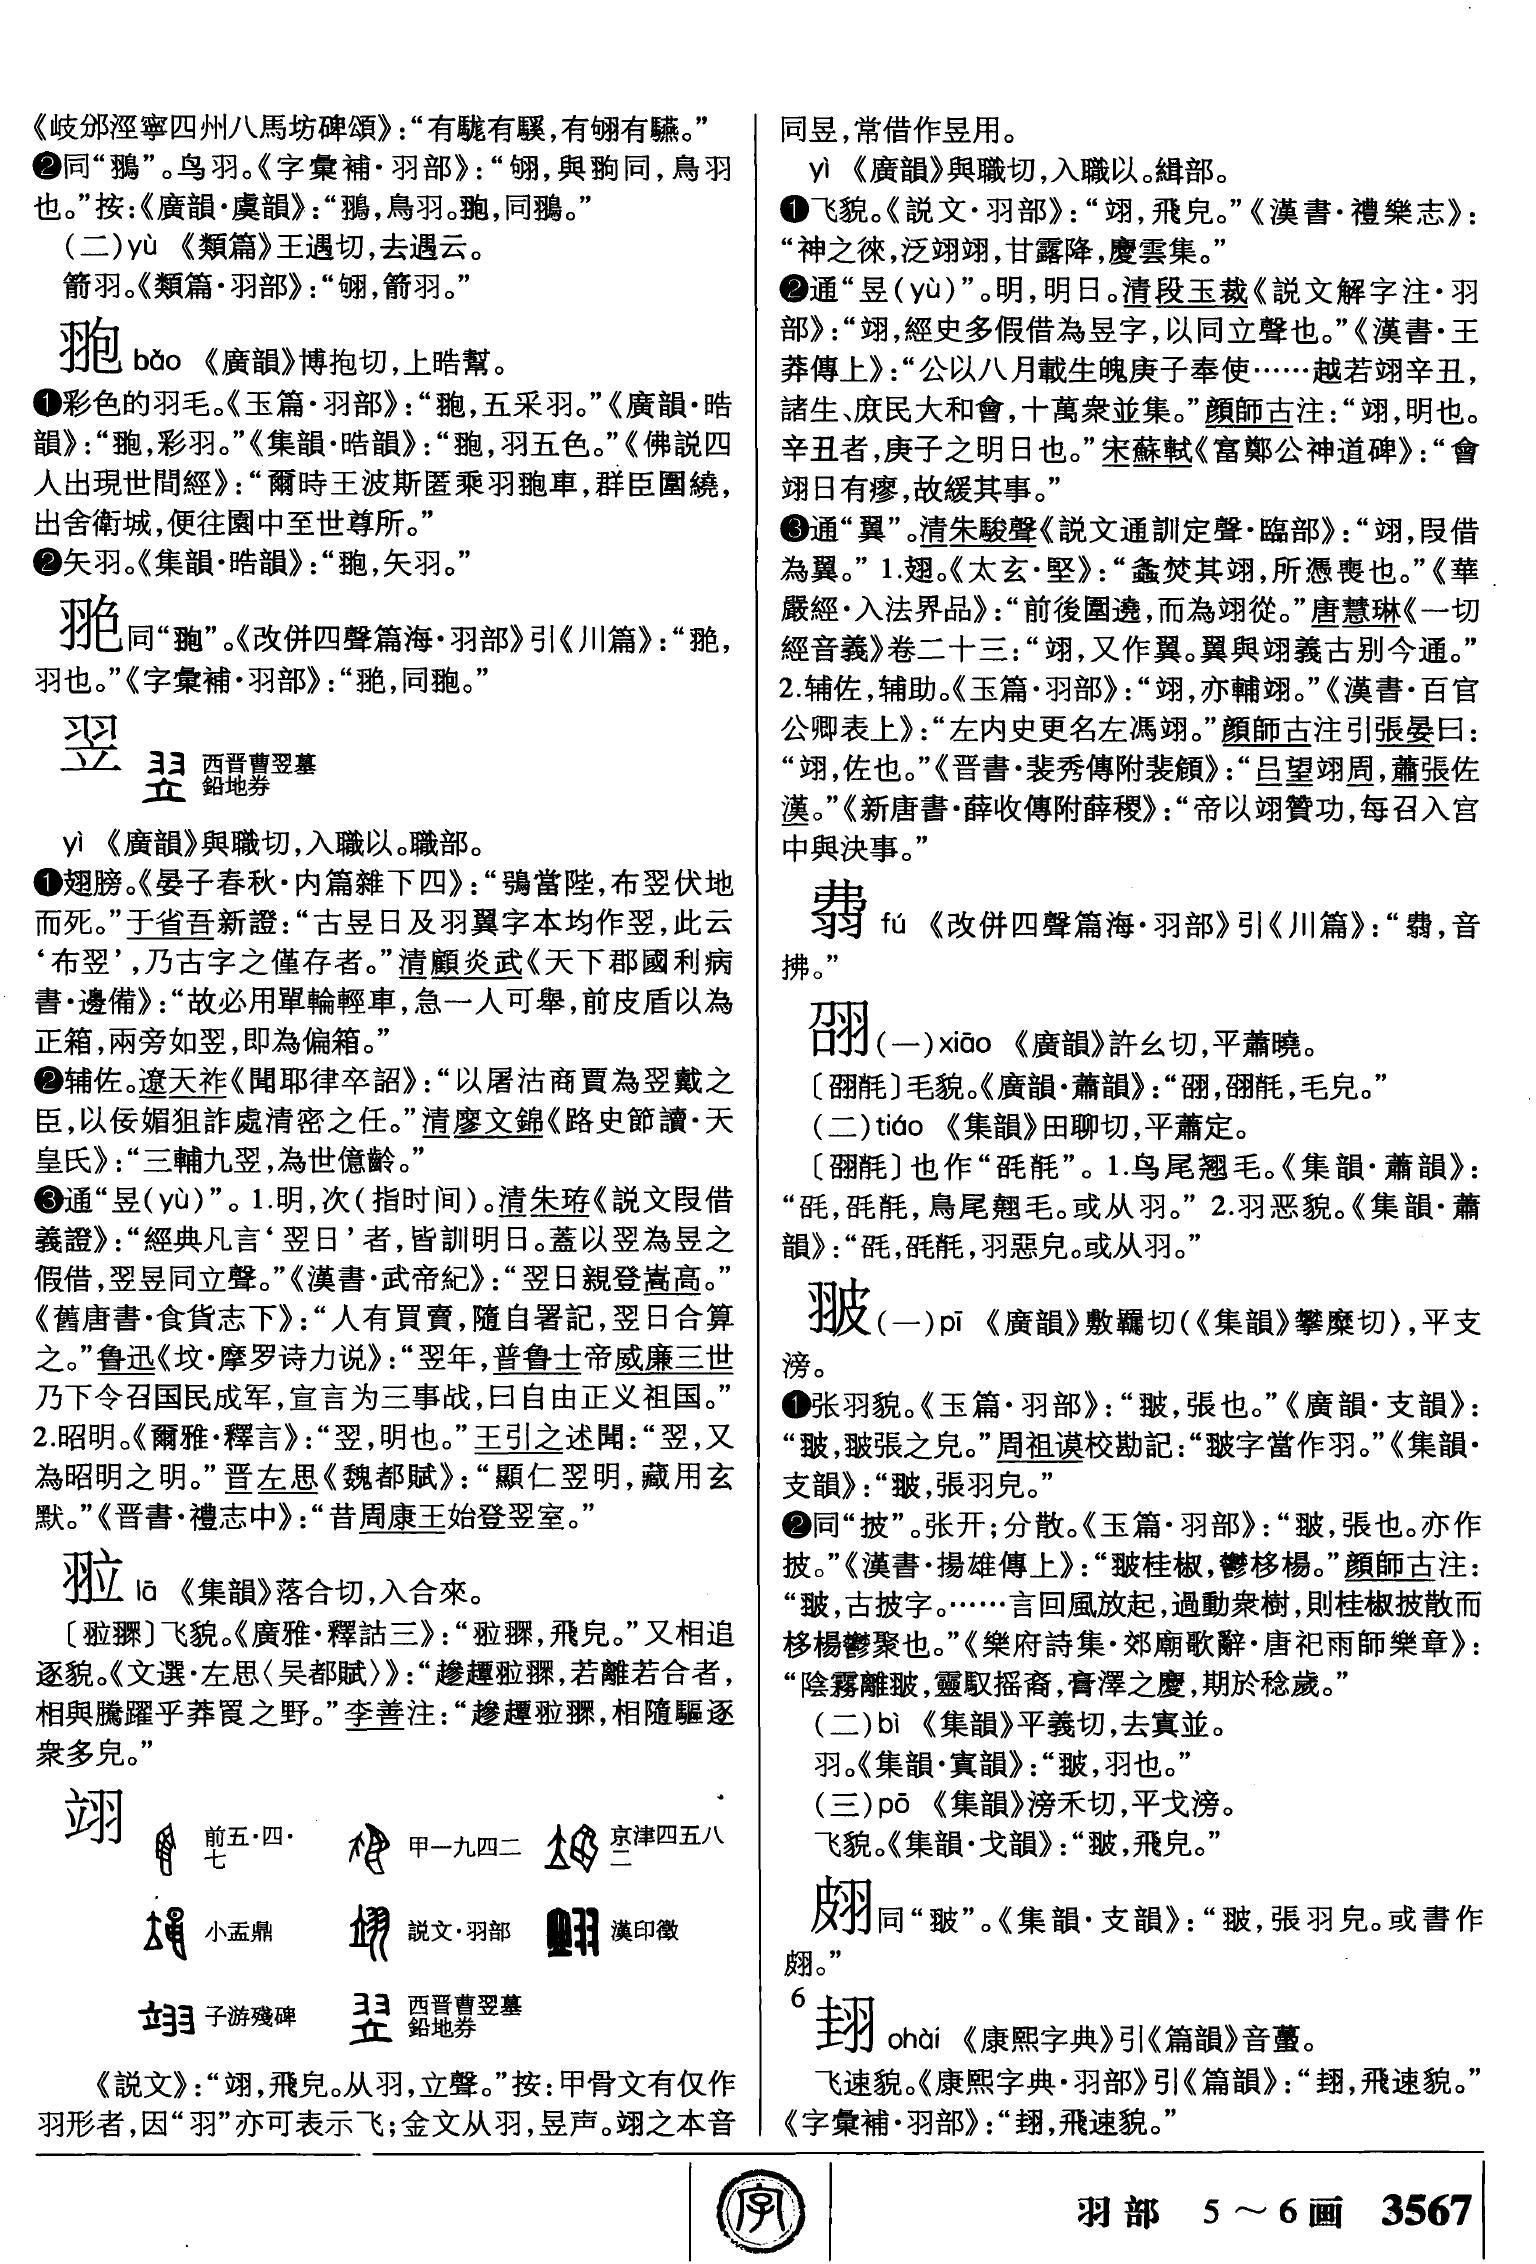 《岐邠涇寧四州八馬坊碑頌》：“有駹有騱，有翎有驠。”
❷同“䨒”。鸟羽。《字彙補·羽部》：“，與翑同，鳥羽
也。”按：《廣韻·虞韻》：“，鳥羽。，同。”
(二)yù 《類篇》王遇切，去遇云。
箭羽。《類篇·羽部》：“，箭羽。”
bǎo 《廣韻》博抱切，上晧幫。
❶彩色的羽毛。《玉篇·羽部》：“，五采羽。”《廣韻·晧
韻》：“，彩羽。”《集韻·晧韻》：“，羽五色。”《佛説四
人出現世間經》：“爾時王波斯匿乘羽車，群臣圍繞，
出舍衛城，便往園中至世尊所。”
❷矢羽。《集韻·晧韻》：“，矢羽。”
同“”。《改併四聲篇海·羽部》引《川篇》：“，
羽也。”《字彙補·羽部》：“，同。”
翌 西晋曹翌墓
鉛地券
yì 《廣韻》與職切，入職以。職部。
❶翅膀。《晏子春秋·内篇雜下四》：“鴞當陛，布翌伏地
而死。”于省吾新證：“古昱日及羽翼字本均作翌，此云
‘布翌’，乃古字之僅存者。”清顧炎武《天下郡國利病
書·邊備》：“故必用單輪輕車，急一人可舉，前皮盾以為
正箱，兩旁如翌，即為偏箱。”
❷辅佐。遼天祚《聞耶律卒詔》：“以屠沽商賈為翌戴之
臣，以佞媚狙詐處清密之任。”清廖文錦《路史節讀·天
皇氏》：“三輔九翌，為世億齡。”
❸通“昱(yù)”。1.明，次(指时间)。清朱珔《説文叚借
義證》：“經典凡言‘翌日’者，皆訓明日。蓋以翌為昱之
假借，翌昱同立聲。”《漢書·武帝紀》：“翌日親登嵩高。”
《舊唐書·食貨志下》：“人有買賣，隨自署記，翌日合算
之。”鲁迅《坟·摩罗诗力说》：“翌年，普鲁士帝威廉三世
乃下令召国民成军，宣言为三事战，曰自由正义祖国。”
2.昭明。《爾雅·釋言》：“翌，明也。”王引之述聞：“翌，又
為昭明之明。”晋左思《魏都賦》：“顯仁翌明，藏用玄
默。”《晋書·禮志中》：“昔周康王始登翌室。”
翋 lā 《集韻》落合切，入合來。
〔翋〕飞貌。《廣雅·釋詁三》：“翋，飛皃。”又相追
逐貌。《文選·左思〈吴都賦〉》：“趁䟃翋，若離若合者，
相與騰躍乎莽罠之野。”李善注：“翋，相隨驅逐
衆多皃。”
翊 前五·四·七 甲一九四二 京津四五八二
小盂鼎 説文·羽部 漢印徵
子游殘碑 西晋曹翌墓鉛地券
《説文》：“翊，飛皃。从羽，立聲。”按：甲骨文有仅作
羽形者，因“羽”亦可表示飞；金文从羽，昱声。翊之本音
同昱，常借作昱用。
yì 《廣韻》與職切，入職以。緝部。
❶飞貌。《説文·羽部》：“翊，飛皃。”《漢書·禮樂志》：
“神之徠，泛翊翊，甘露降，慶雲集。”
❷通“昱(yù)”。明，明日。清段玉裁《説文解字注·羽
部》：“翊，經史多假借為昱字，以同立聲也。”《漢書·王
莽傳上》：“公以八月載生魄庚子奉使……越若翊辛丑，
諸生、庶民大和會，十萬衆並集。”顔師古注：“翊，明也。
辛丑者，庚子之明日也。”宋蘇軾《富鄭公神道碑》：“會
翊日有瘳，故緩其事。”
❸通“翼”。清朱駿聲《説文通訓定聲·臨部》：“翊，叚借
為翼。”1.翅。《太玄·堅》：“螽焚其翊，所憑喪也。”《華
嚴經·入法界品》：“前後圍遶，而為翊從。”唐慧琳《一切
經音義》卷二十三：“翊，又作翼。翼與翊義古别今通。”
2.辅佐，辅助。《玉篇·羽部》：“翊，亦輔翊。”《漢書·百官
公卿表上》：“左内史更名左馮翊。”顔師古注引張晏曰：
“翊，佐也。”《晋書·裴秀傳附裴頠》：“吕望翊周，蕭張佐
漢。”《新唐書·薛收傳附薛稷》：“帝以翊贊功，每召入宫
中與決事。”
fú 《改併四聲篇海·羽部》引《川篇》：“，音
拂。”
(一)xiāo 《廣韻》許幺切，平蕭曉。
〔毦〕毛貌。《廣韻·蕭韻》：“，毛皃。”
(二)tiáo 《集韻》田聊切，平蕭定。
〔〕也作“”。1.鸟尾翘毛。《集韻·蕭韻》：
“，鳥尾翹毛。或从羽。”2.羽恶貌。《集韻·蕭
韻》：“，羽惡皃。或从羽。”
翍(一)pī 《廣韻》敷羈切(《集韻》攀糜切)，平支
滂。
❶张羽貌。《玉篇·羽部》：“翍，張也。”《廣韻·支韻》：
“翍，翍張之皃。”周祖谟校勘記：“翍字當作羽。”《集韻·
支韻》：“翍，張羽皃。”
❷同“披”。张开；分散。《玉篇·羽部》：“翍，張也。亦作
披。”《漢書·揚雄傳上》：“翍桂椒，鬱栘楊。”顔師古注：
“翍，古披字。……言回風放起，過動衆樹，則桂椒披散而
栘楊鬱聚也。”《樂府詩集·郊廟歌辭·唐祀雨師樂章》：
“陰霧離翍，靈馭摇裔，膏澤之慶，期於稔歲。”
(二)bì 《集韻》平義切，去寘並。
羽。《集韻·寘韻》：“翍，羽也。”
(三)pō 《集韻》滂禾切，平戈滂。
飞貌。《集韻·戈韻》：“翍，飛皃。”
同“翍”。《集韻·支韻》：“翍，張羽皃。或書作
。”
6
ohài 《康熙字典》引《篇韻》音。
飞速貌。《康熙字典·羽部》引《篇韻》：“，飛速貌。”
《字彙補·羽部》：“，飛速貌。”
字
羽部 5～6画 3567